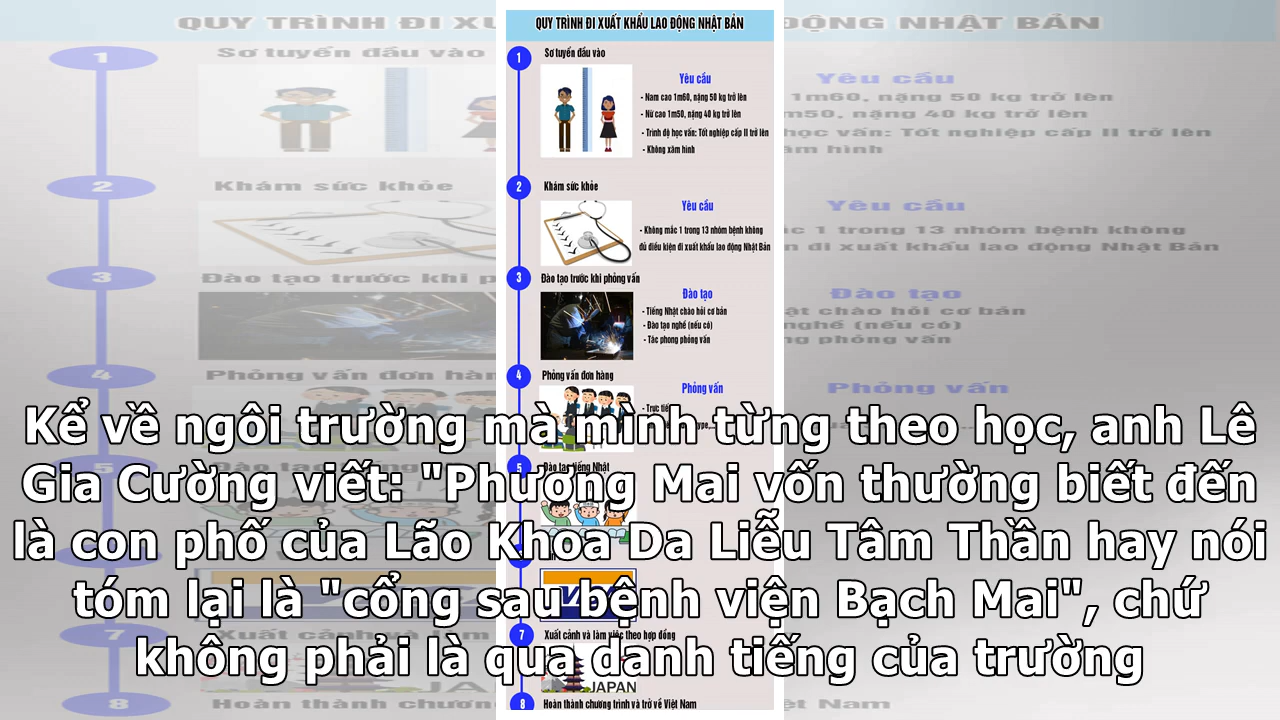 QUY TRÌNH ĐI XUẤT KHẨU LAO ĐỘNG NHẬT BẢN
1 Sơ tuyển đầu vào
Yêu cầu
- Nam cao 1m60, nặng 50 kg trở lên
- Nữ cao 1m50, nặng 40 kg trở lên
- Trình độ học vấn: Tốt nghiệp cấp II trở lên
- Không xăm hình
2 Khám sức khỏe
Yêu cầu
- Không mắc 1 trong 13 nhóm bệnh không
đủ điều kiện đi xuất khẩu lao động Nhật Bản
3 Đào tạo trước khi phỏng vấn
Đào tạo
- Tiếng Nhật chào hỏi cơ bản
- Đào tạo nghề (nếu có)
- Tác phong phỏng vấn
4 Phỏng vấn đơn hàng
Phỏng vấn
- Trực tiếp
5 Đào tạo tiếng Nhật
7 Xuất cảnh và làm việc theo hợp đồng
JAPAN
8 Hoàn thành chương trình và trở về Việt Nam
Kể về ngôi trường mà mình từng theo học, anh Lê
Gia Cường viết: "Phương Mai vốn thường biết đến
là con phố của Lão Khoa Da Liễu Tâm Thần hay nói
tóm lại là "cổng sau bệnh viện Bạch Mai", chứ
không phải là qua danh tiếng của trường